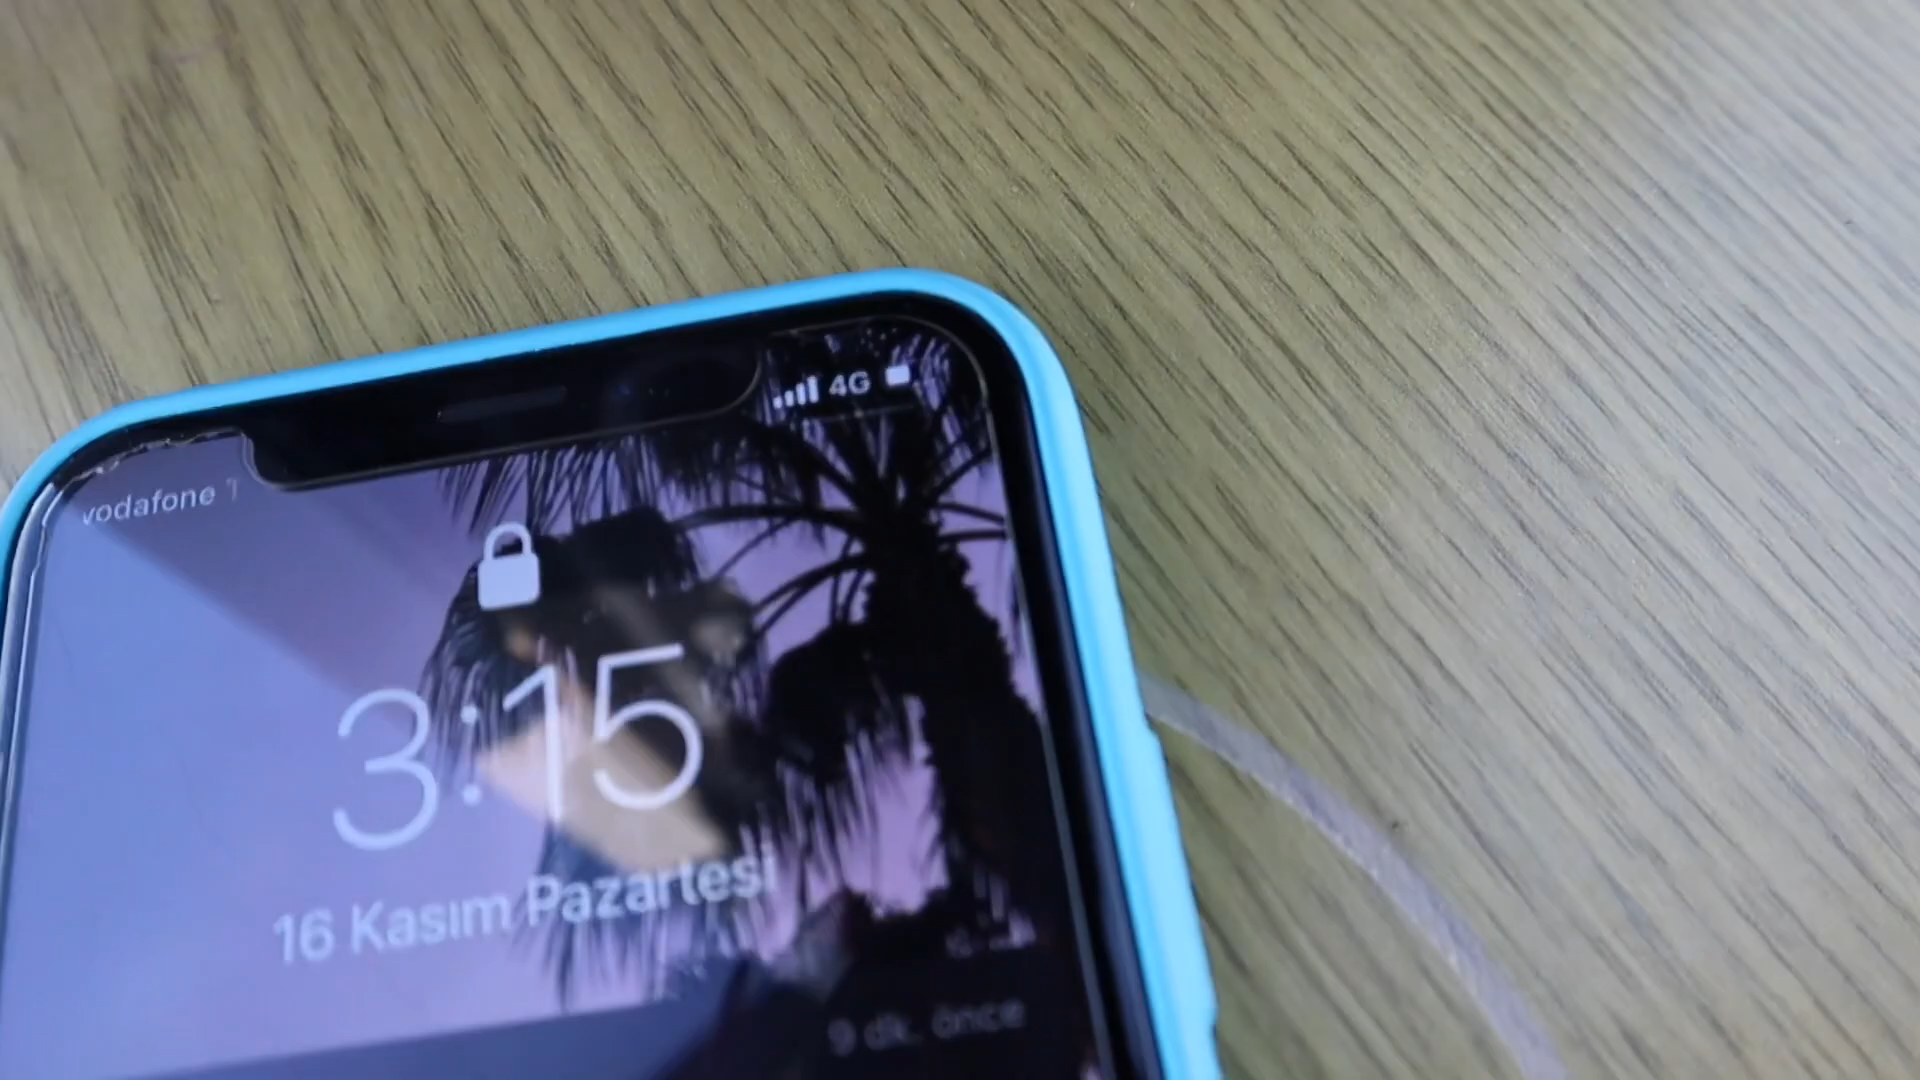 vodafone T
4G
3:15
16 Kasım Pazartesi
9 dk. önce